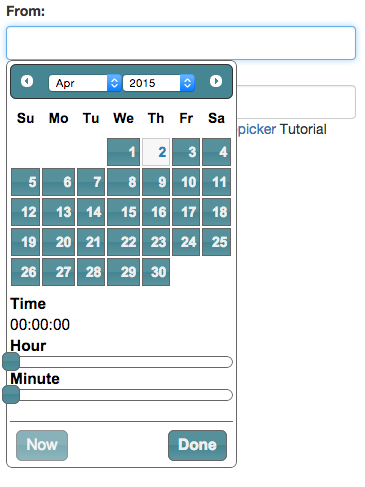 From:
Apr 2015
Su Mo Tu We Th Fr Sa
1 2 3 4
picker Tutorial
5 6 7 8 9 10 11
12 13 14 15 16 17 18
19 20 21 22 23 24 25
26 27 28 29 30
Time
00:00:00
Hour
Minute
Now Done